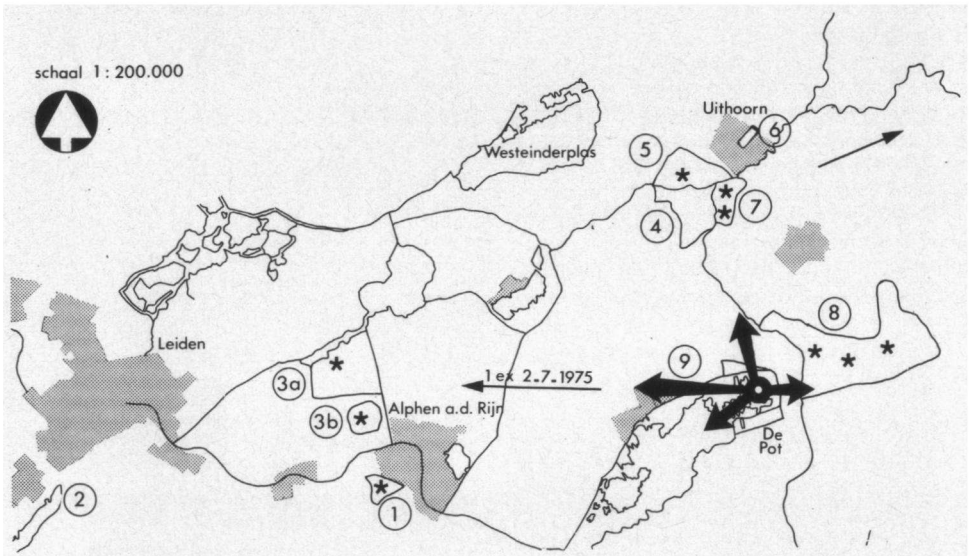 schaal 1 : 200.000
Uithoorn
6
Westeinderplas
5
7
4
8
Leiden
9
3a
1 ex 2.7.1975
3b
Alphen a.d. Rijn
De
Pot
2
1